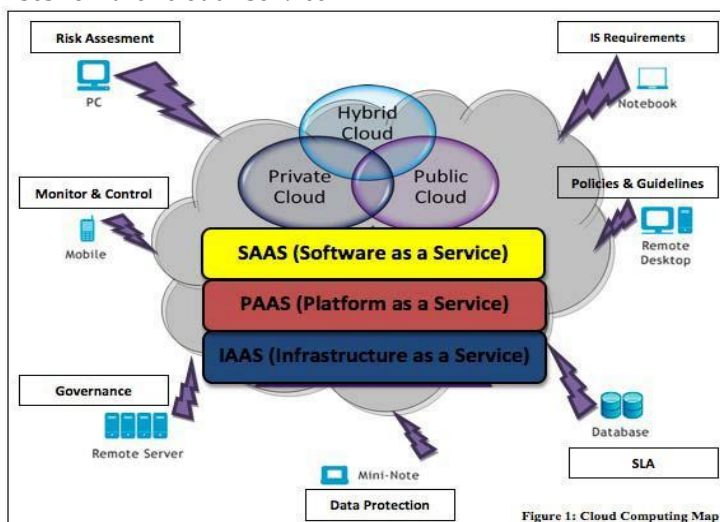 Risk Assesment
PC
IS Requirements
Notebook
Hybrid
Cloud
Private
Cloud
Public
Cloud
Monitor & Control
Mobile
Policies & Guidelines
Remote
Desktop
SAAS (Software as a Service)
PAAS (Platform as a Service)
IAAS (Infrastructure as a Service)
Governance
Remote Server
Database
SLA
Mini-Note
Data Protection
Figure 1: Cloud Computing Map